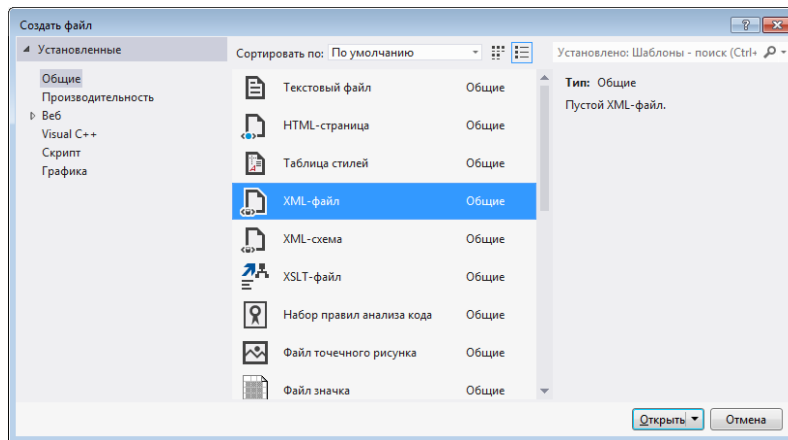 Создать файл
Установленные
Сортировать по: По умолчанию
Установлено: Шаблоны - поиск (Ctrl+
Общие
Производительность
Веб
Visual C++
Скрипт
Графика
Текстовый файл Общие
HTML-страница Общие
Таблица стилей Общие
XML-файл Общие
XML-схема Общие
XSLT-файл Общие
Набор правил анализа кода Общие
Файл точечного рисунка Общие
Файл значка Общие
Тип: Общие
Пустой XML-файл.
Открыть Отмена